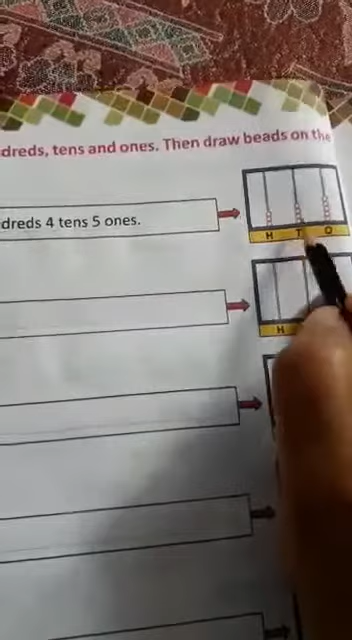 dreds, tens and ones. Then draw beads on the
dreds 4 tens 5 ones.
H T O
H